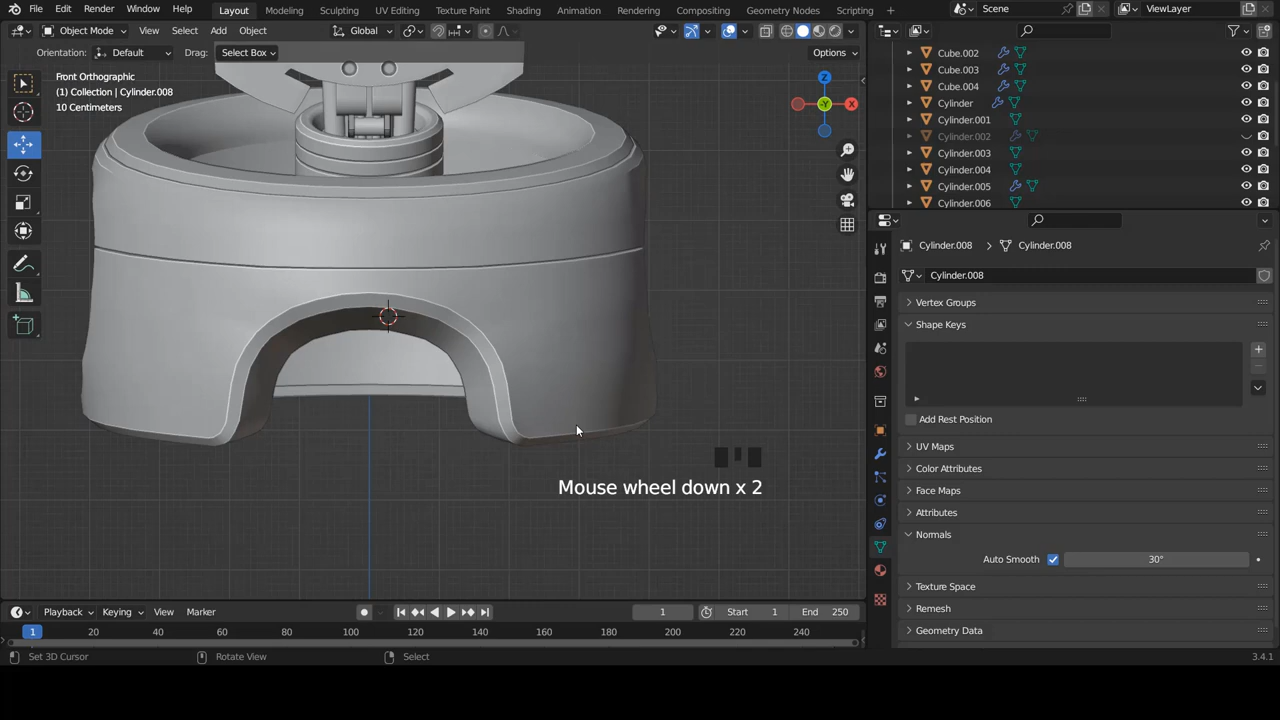 File Edit Render Window Help Layout Modeling Sculpting UV Editing Texture Paint Shading Animation Rendering Compositing Geometry Nodes Scripting Scene ViewLayer
Object Mode View Select Add Object Global
Orientation: Default Drag: Select Box Options
Front Orthographic
(1) Collection | Cylinder.008
10 Centimeters
Z
X
-Y
Mouse wheel down x 2
Cube.002
Cube.003
Cube.004
Cylinder
Cylinder.001
Cylinder.002
Cylinder.003
Cylinder.004
Cylinder.005
Cylinder.006
Cylinder.008 Cylinder.008
Cylinder.008
Vertex Groups
Shape Keys
Add Rest Position
UV Maps
Color Attributes
Face Maps
Attributes
Normals
Auto Smooth 30°
Texture Space
Remesh
Geometry Data
Playback Keying View Marker 1 Start 1 End 250
1 20 40 60 80 100 120 140 160 180 200 220 240
Set 3D Cursor Rotate View Select 3.4.1